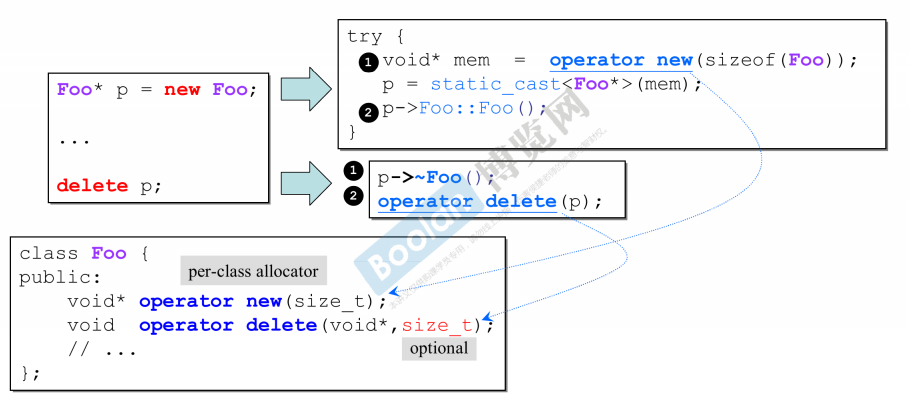 try {
❶ void* mem = operator new(sizeof(Foo));
p = static_cast<Foo*>(mem);
❷ p->Foo::Foo();
}
Foo* p = new Foo;
...
delete p;
❶ p->~Foo();
❷ operator delete(p);
class Foo {
public:
per-class allocator
void* operator new(size_t);
void operator delete(void*,size_t);
// ...
optional
};
Boolan 博览网